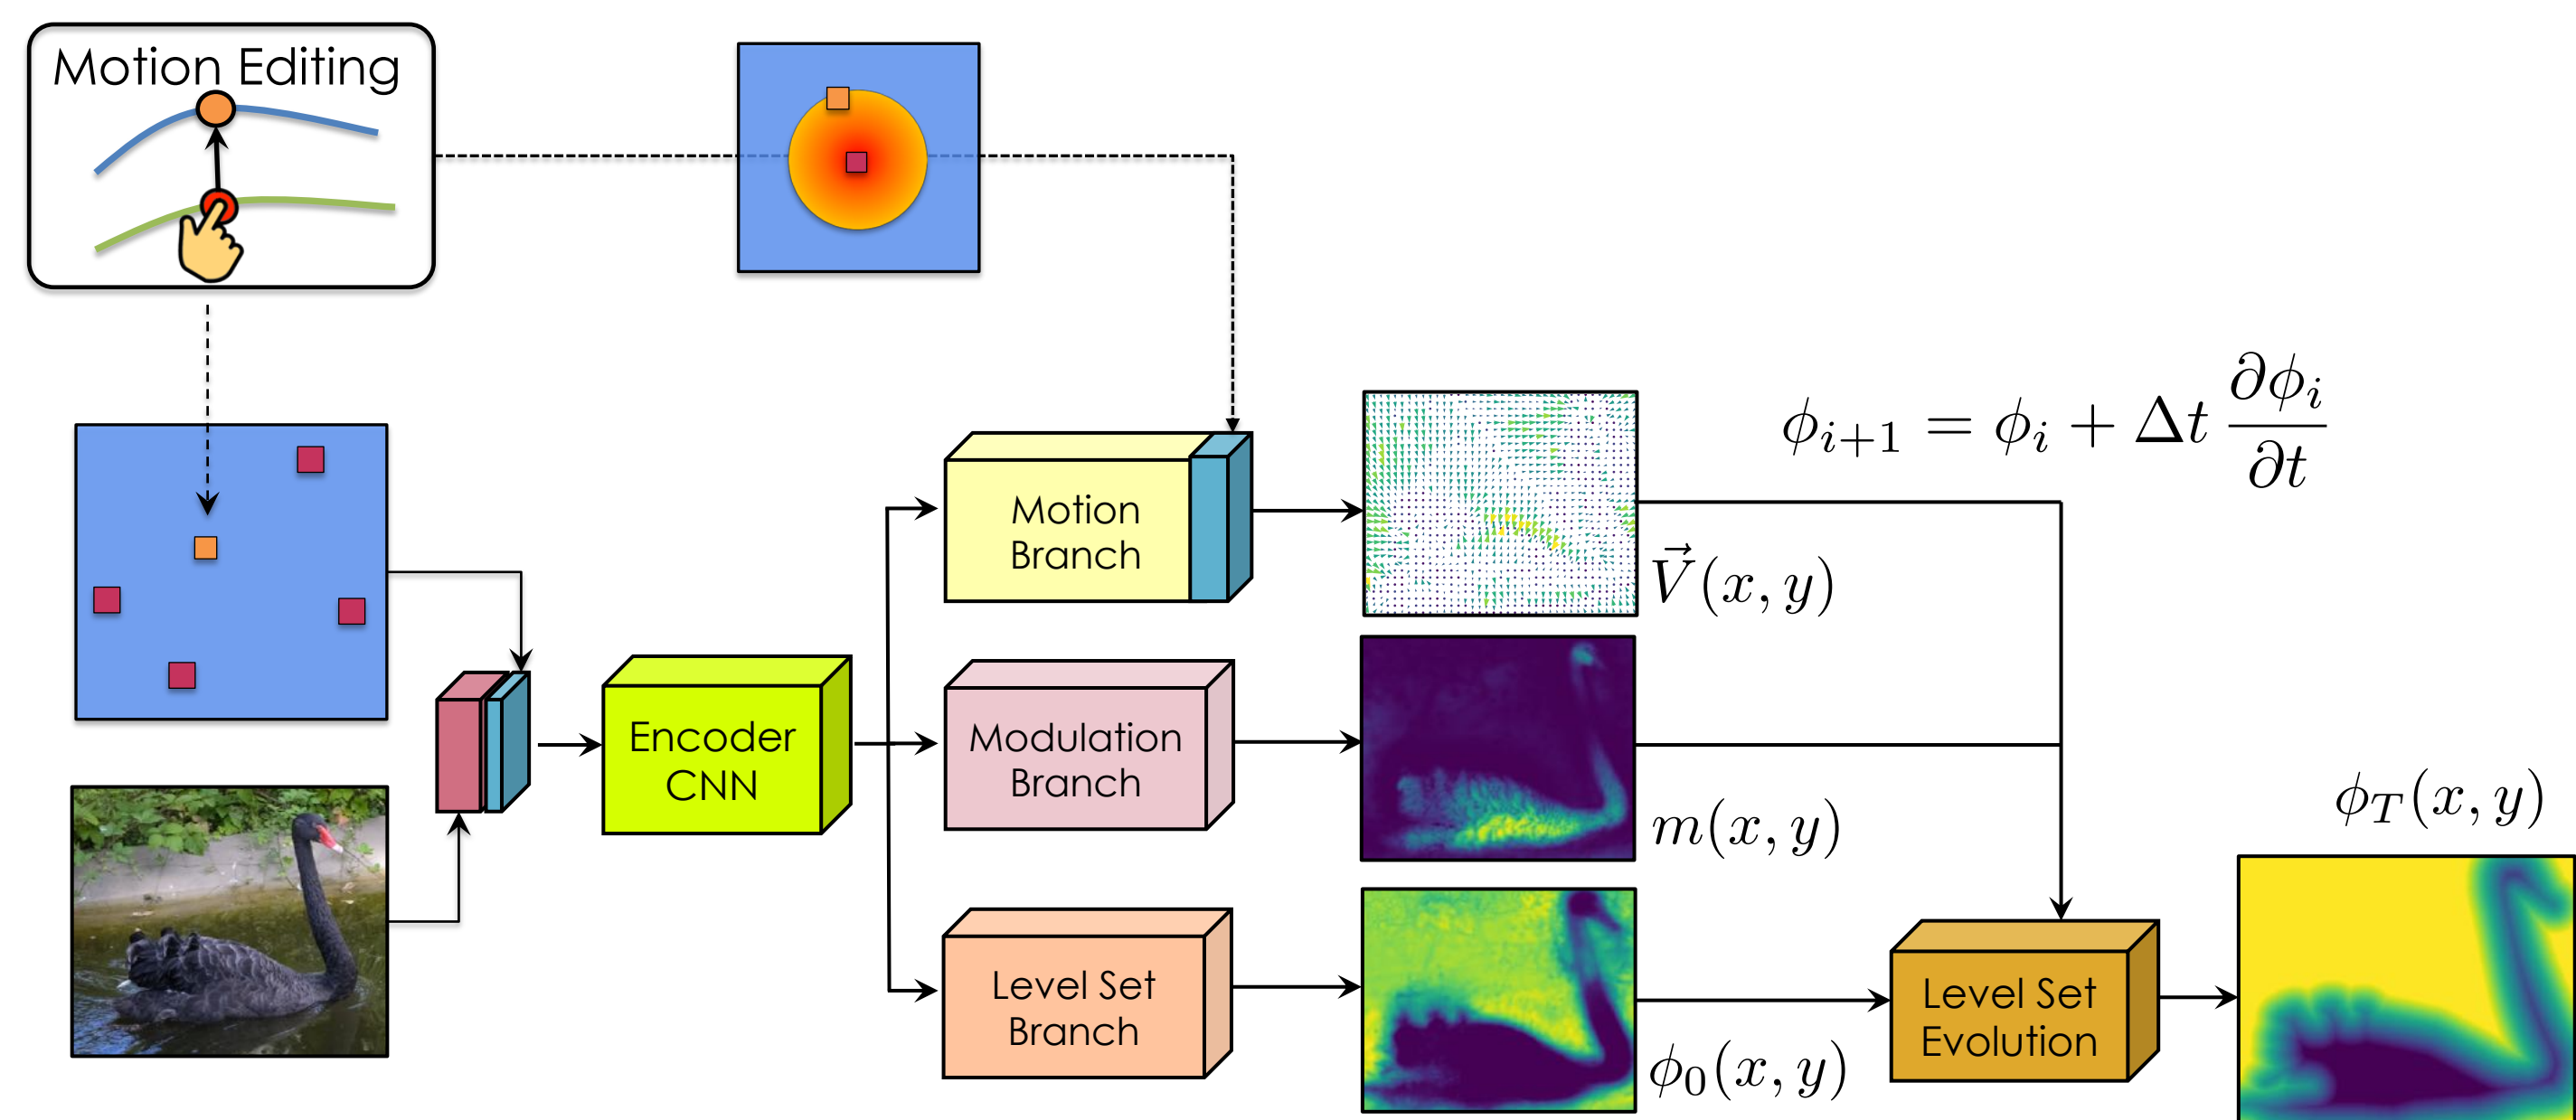 Motion Editing
ϕ_{i+1} = ϕ_i + Δt ∂ϕ_i/∂t
Motion
Branch
V⃗(x, y)
Encoder
CNN
Modulation
Branch
m(x, y)
ϕ_T(x, y)
Level Set
Branch
ϕ_0(x, y)
Level Set
Evolution